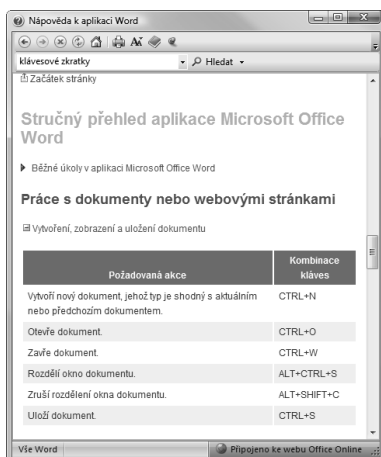 Nápověda k aplikaci Word
klávesové zkratky Hledat
Začátek stránky
Stručný přehled aplikace Microsoft Office
Word
Běžné úkoly v aplikaci Microsoft Office Word
Práce s dokumenty nebo webovými stránkami
Vytvoření, zobrazení a uložení dokumentu
Požadovaná akce Kombinace
kláves
Vytvoří nový dokument, jehož typ je shodný s aktuálním CTRL+N
nebo předchozím dokumentem.
Otevře dokument. CTRL+O
Zavře dokument. CTRL+W
Rozdělí okno dokumentu. ALT+CTRL+S
Zruší rozdělení okna dokumentu. ALT+SHIFT+C
Uloží dokument. CTRL+S
Vše Word Připojeno ke webu Office Online